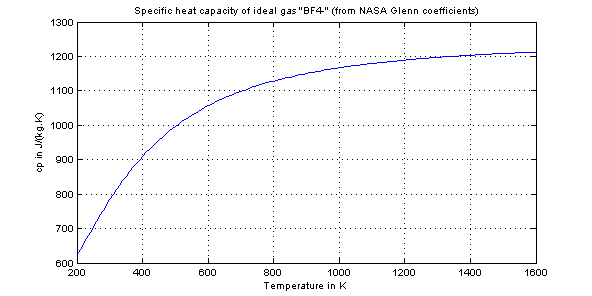 Specific heat capacity of ideal gas "BF4-" (from NASA Glenn coefficients)
1300
1200
1100
1000
900
800
700
600
cp in J/(kg.K)
200 400 600 800 1000 1200 1400 1600
Temperature in K